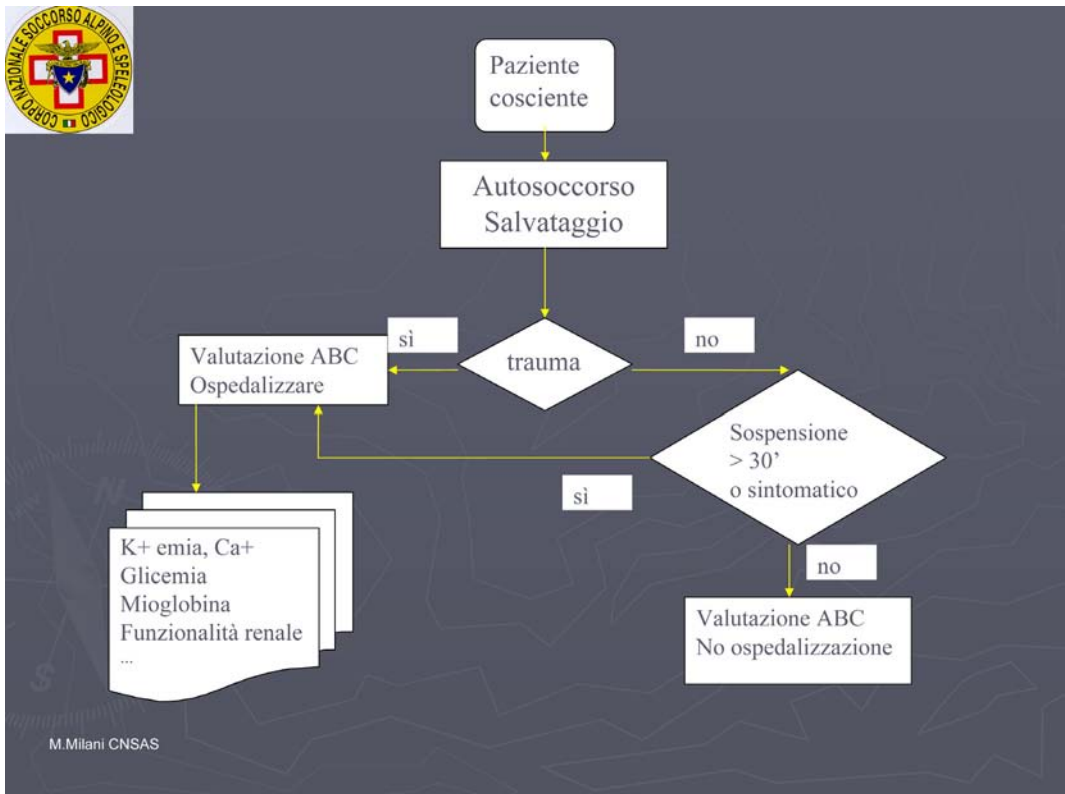 CORPO NAZIONALE SOCCORSO ALPINO E SPELEOLOGICO
Paziente
cosciente
Autosoccorso
Salvataggio
trauma
sì
no
Valutazione ABC
Ospedalizzare
Sospensione
> 30’
o sintomatico
sì
no
K+ emia, Ca+
Glicemia
Mioglobina
Funzionalità renale
...
Valutazione ABC
No ospedalizzazione
N
S
M.Milani CNSAS